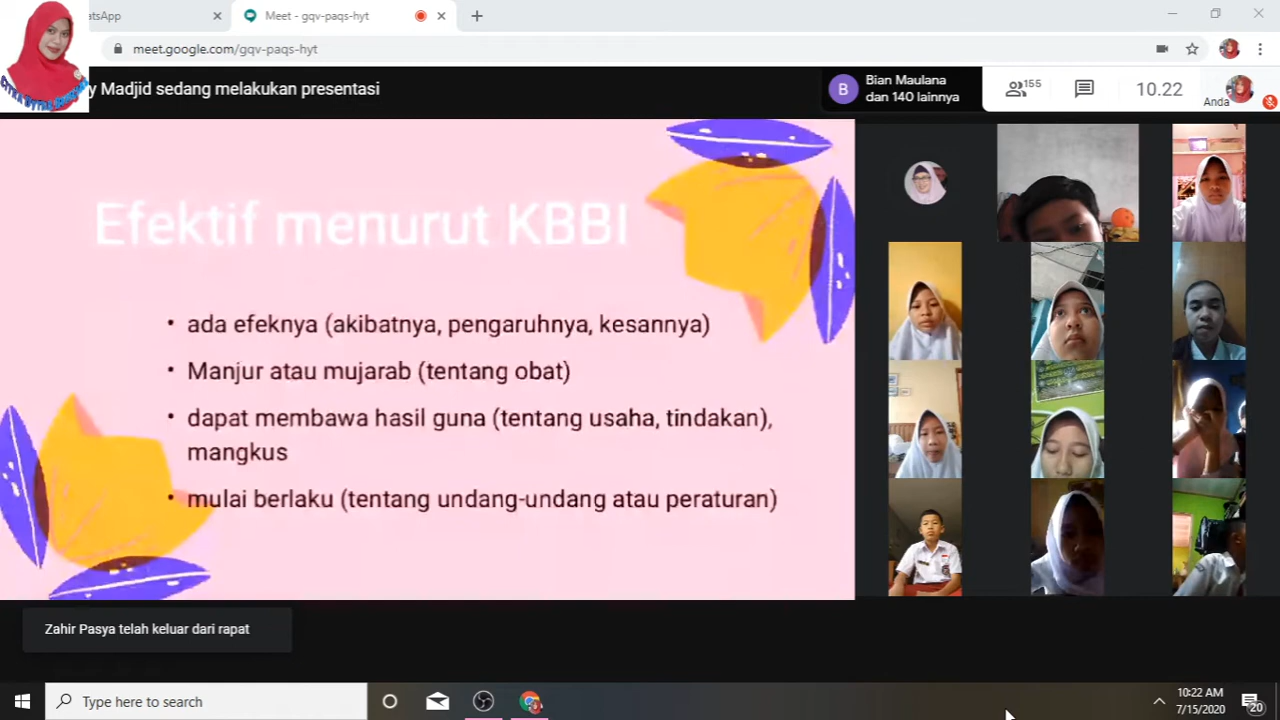 atsApp
Meet - gqv-paqs-hyt
meet.google.com/gqv-paqs-hyt
y Madjid sedang melakukan presentasi
B
Bian Maulana
dan 140 lainnya
155
10.22
Anda
Efektif menurut KBBI
• ada efeknya (akibatnya, pengaruhnya, kesannya)
• Manjur atau mujarab (tentang obat)
• dapat membawa hasil guna (tentang usaha, tindakan),
mangkus
• mulai berlaku (tentang undang-undang atau peraturan)
Zahir Pasya telah keluar dari rapat
Type here to search
10:22 AM
7/15/2020
20